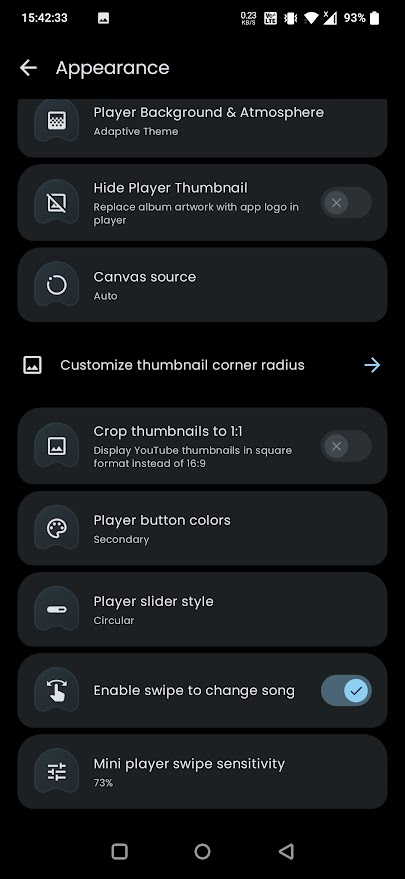 15:42:33
0.23
KB/S
Vo
LTE
X
93%
Appearance
Player Background & Atmosphere
Adaptive Theme
Hide Player Thumbnail
Replace album artwork with app logo in
player
Canvas source
Auto
Customize thumbnail corner radius
Crop thumbnails to 1:1
Display YouTube thumbnails in square
format instead of 16:9
Player button colors
Secondary
Player slider style
Circular
Enable swipe to change song
Mini player swipe sensitivity
73%